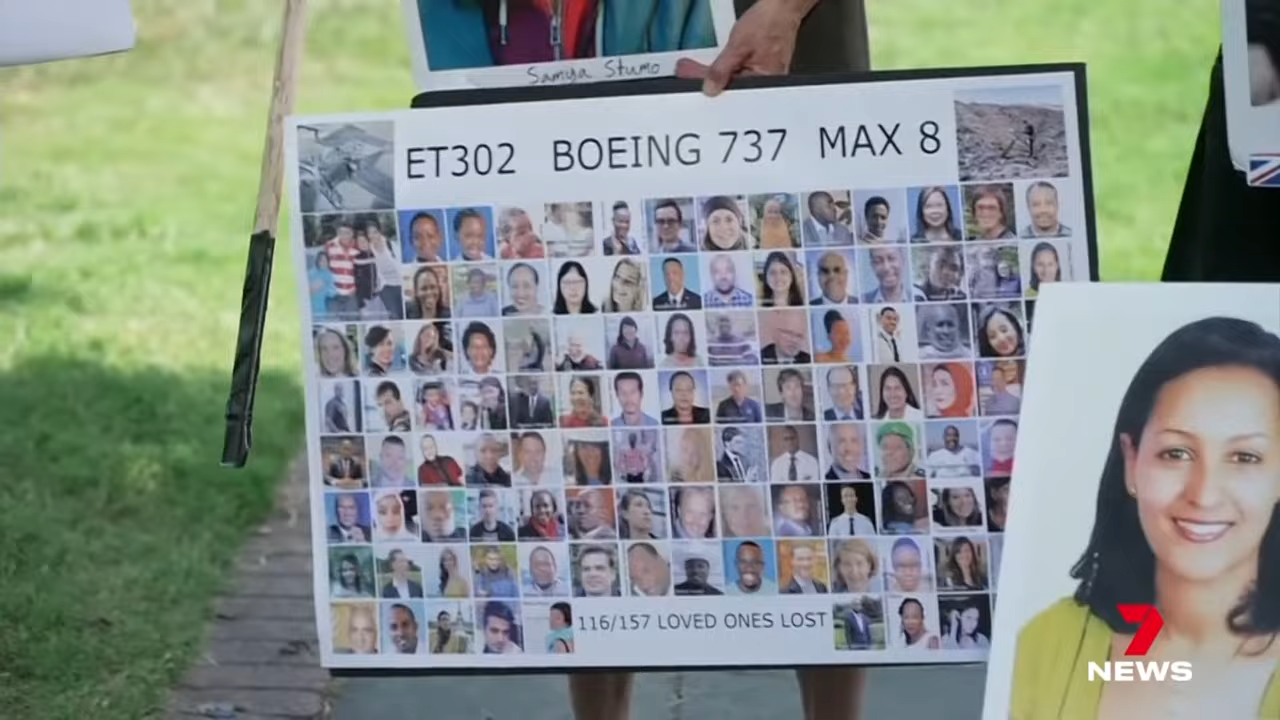 Samya Stumo
ET302 BOEING 737 MAX 8
116/157 LOVED ONES LOST
7
NEWS